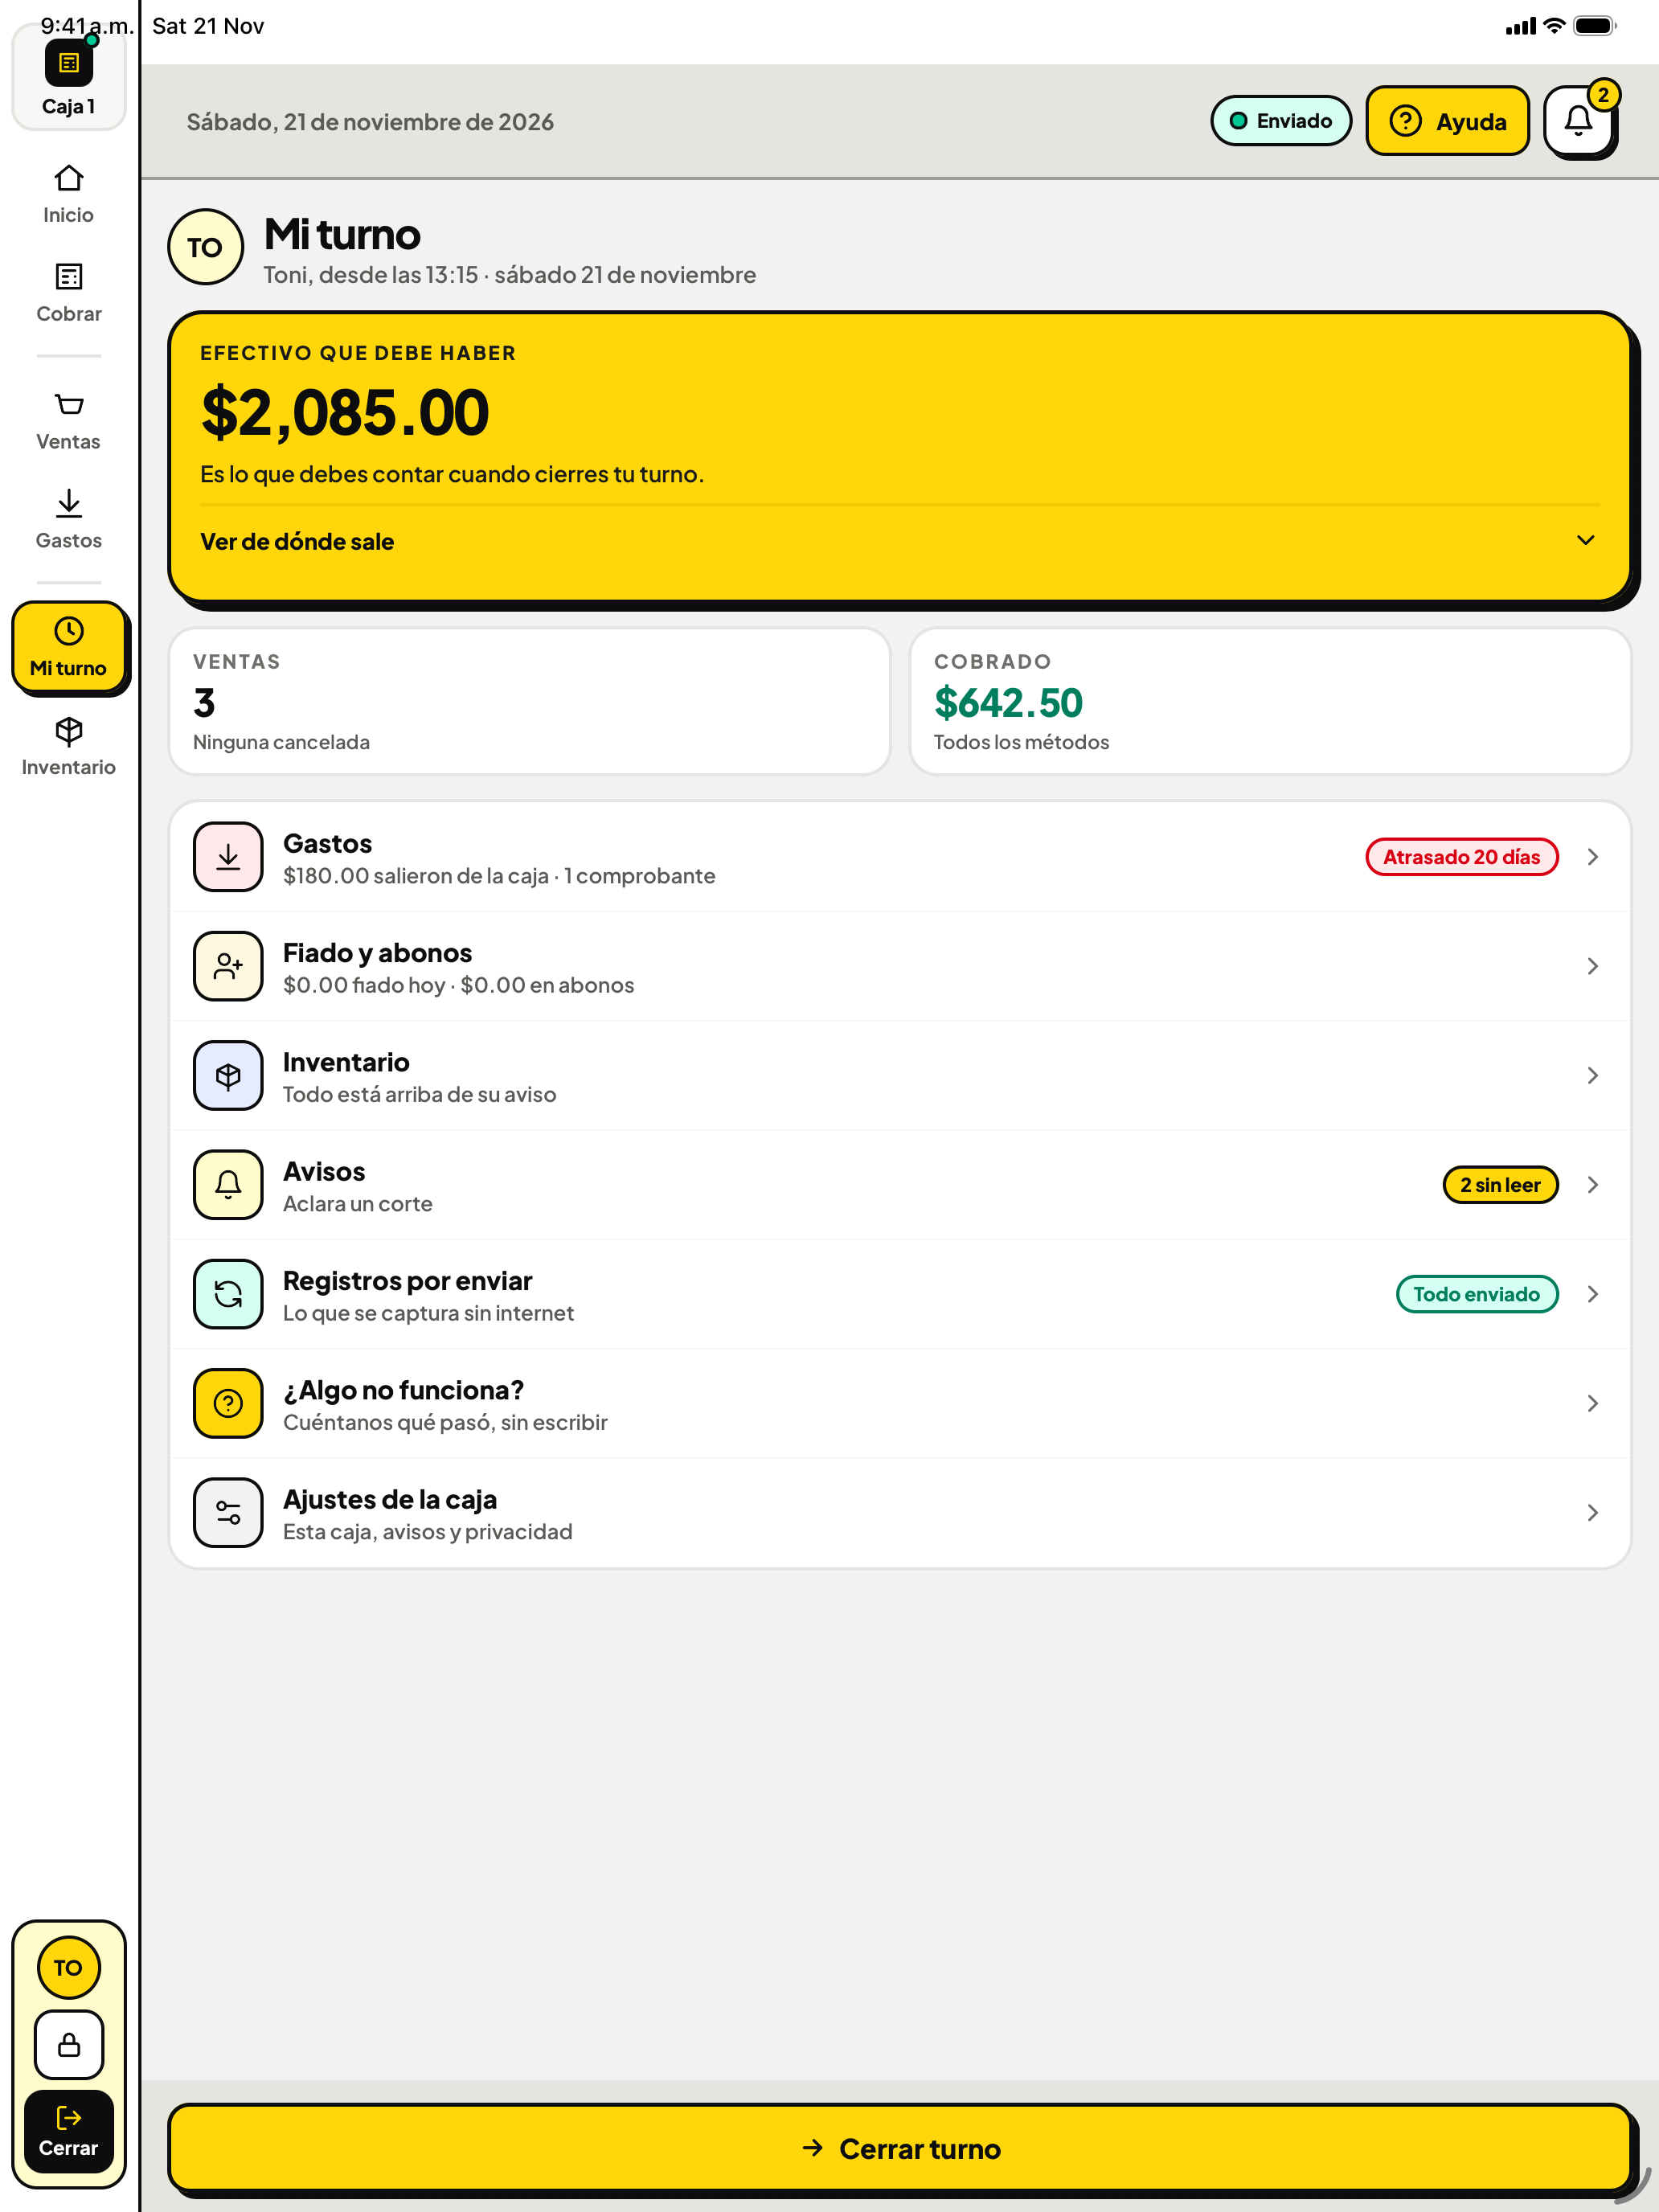 9:41 a.m. Sat 21 Nov
Caja 1
Inicio
Cobrar
Ventas
Gastos
Mi turno
Inventario
TO
Cerrar
Sábado, 21 de noviembre de 2026
Enviado
Ayuda
2
TO
Mi turno
Toni, desde las 13:15 · sábado 21 de noviembre
EFECTIVO QUE DEBE HABER
$2,085.00
Es lo que debes contar cuando cierres tu turno.
Ver de dónde sale
VENTAS
3
Ninguna cancelada
COBRADO
$642.50
Todos los métodos
Gastos
$180.00 salieron de la caja · 1 comprobante
Atrasado 20 días
Fiado y abonos
$0.00 fiado hoy · $0.00 en abonos
Inventario
Todo está arriba de su aviso
Avisos
Aclara un corte
2 sin leer
Registros por enviar
Lo que se captura sin internet
Todo enviado
¿Algo no funciona?
Cuéntanos qué pasó, sin escribir
Ajustes de la caja
Esta caja, avisos y privacidad
Cerrar turno